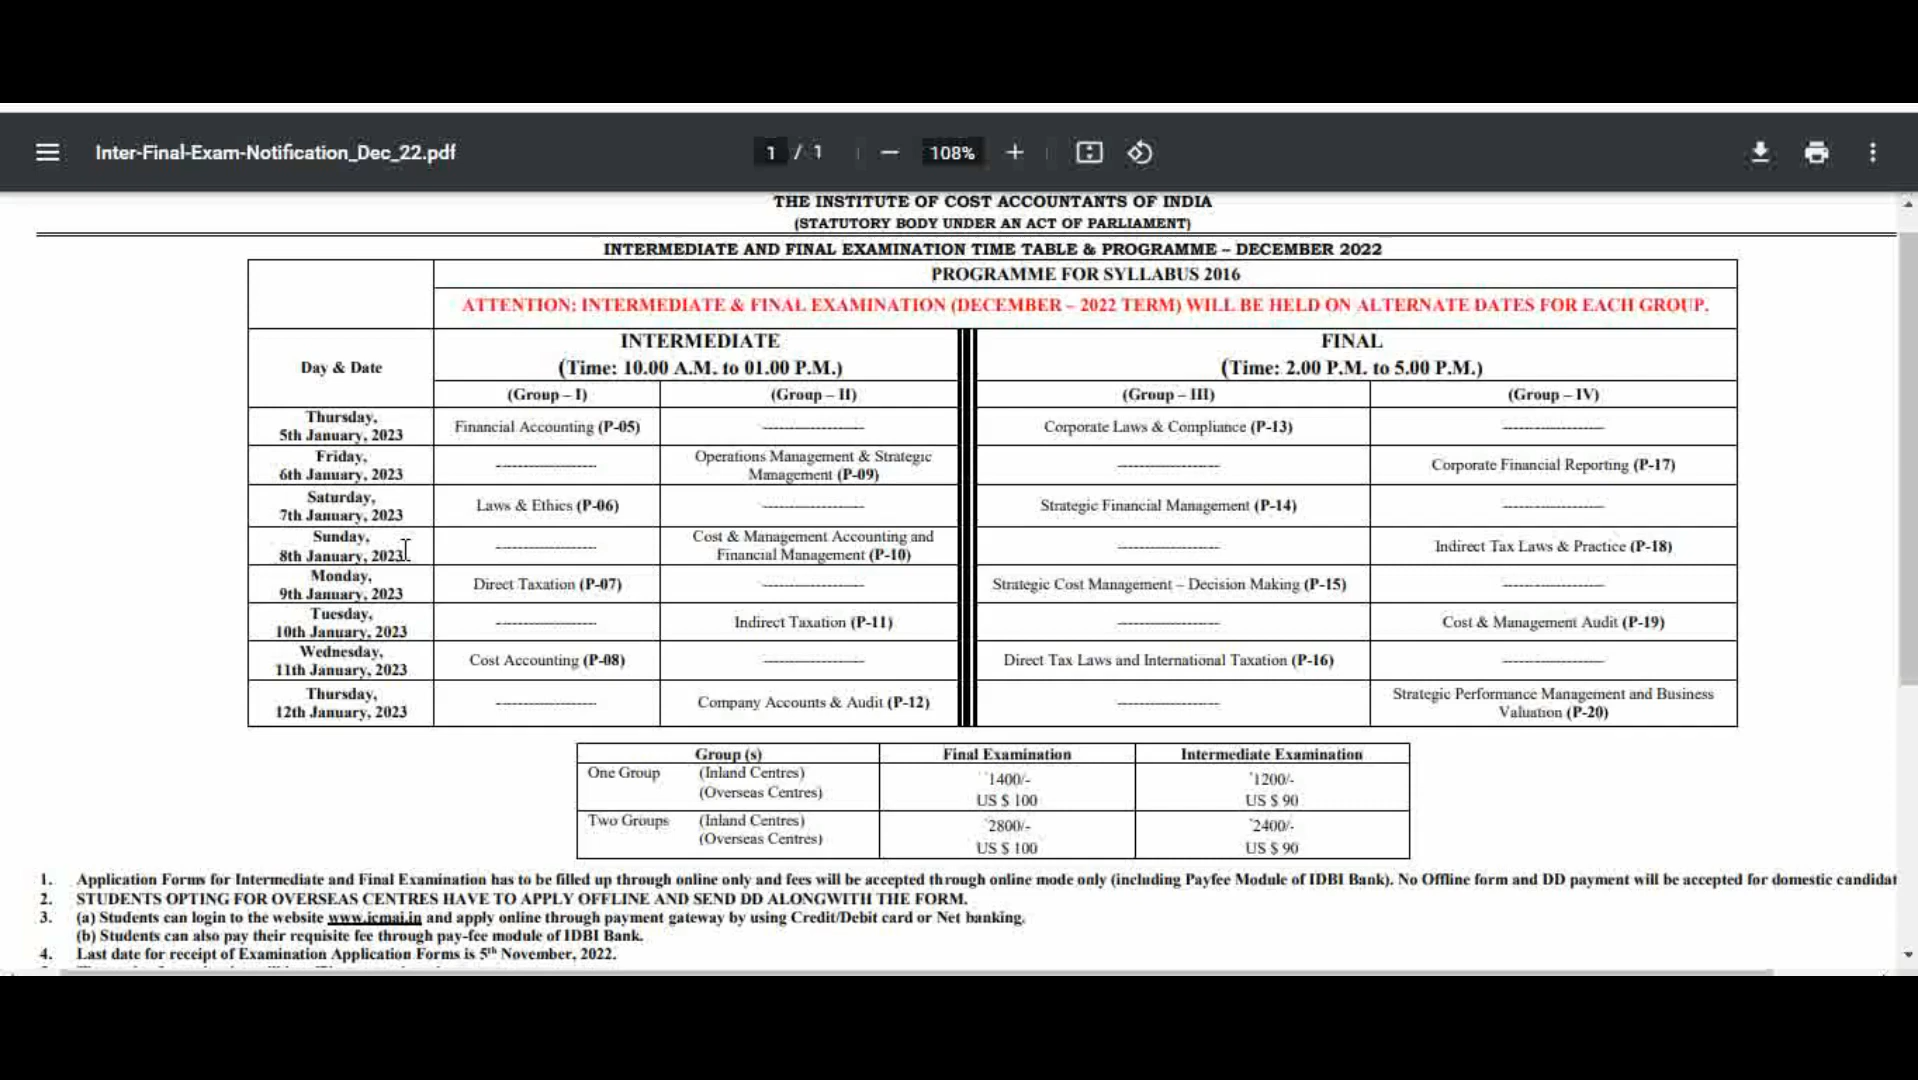 Inter-Final-Exam-Notification_Dec_22.pdf
1 / 1
108%
THE INSTITUTE OF COST ACCOUNTANTS OF INDIA
(STATUTORY BODY UNDER AN ACT OF PARLIAMENT)
INTERMEDIATE AND FINAL EXAMINATION TIME TABLE & PROGRAMME – DECEMBER 2022
PROGRAMME FOR SYLLABUS 2016
ATTENTION: INTERMEDIATE & FINAL EXAMINATION (DECEMBER – 2022 TERM) WILL BE HELD ON ALTERNATE DATES FOR EACH GROUP.
Day & Date
INTERMEDIATE
(Time: 10.00 A.M. to 01.00 P.M.)
FINAL
(Time: 2.00 P.M. to 5.00 P.M.)
(Group – I) (Group – II) (Group – III) (Group – IV)
Thursday,
5th January, 2023
Financial Accounting (P-05) -------------------- Corporate Laws & Compliance (P-13) --------------------
Friday,
6th January, 2023
--------------------
Operations Management & Strategic
Management (P-09)
--------------------
Corporate Financial Reporting (P-17)
Saturday,
7th January, 2023
Laws & Ethics (P-06) -------------------- Strategic Financial Management (P-14) --------------------
Sunday,
8th January, 2023
--------------------
Cost & Management Accounting and
Financial Management (P-10)
--------------------
Indirect Tax Laws & Practice (P-18)
Monday,
9th January, 2023
Direct Taxation (P-07) -------------------- Strategic Cost Management – Decision Making (P-15) --------------------
Tuesday,
10th January, 2023
-------------------- Indirect Taxation (P-11) -------------------- Cost & Management Audit (P-19)
Wednesday,
11th January, 2023
Cost Accounting (P-08) -------------------- Direct Tax Laws and International Taxation (P-16) --------------------
Thursday,
12th January, 2023
-------------------- Company Accounts & Audit (P-12) --------------------
Strategic Performance Management and Business
Valuation (P-20)
Group (s) Final Examination Intermediate Examination
One Group (Inland Centres) `1400/- `1200/-
(Overseas Centres) US $ 100 US $ 90
Two Groups (Inland Centres) `2800/- `2400/-
(Overseas Centres) US $ 100 US $ 90
1. Application Forms for Intermediate and Final Examination has to be filled up through online only and fees will be accepted through online mode only (including Payfee Module of IDBI Bank). No Offline form and DD payment will be accepted for domestic candidat
2. STUDENTS OPTING FOR OVERSEAS CENTRES HAVE TO APPLY OFFLINE AND SEND DD ALONGWITH THE FORM.
3. (a) Students can login to the website www.icmai.in and apply online through payment gateway by using Credit/Debit card or Net banking.
(b) Students can also pay their requisite fee through pay-fee module of IDBI Bank.
4. Last date for receipt of Examination Application Forms is 5th November, 2022.